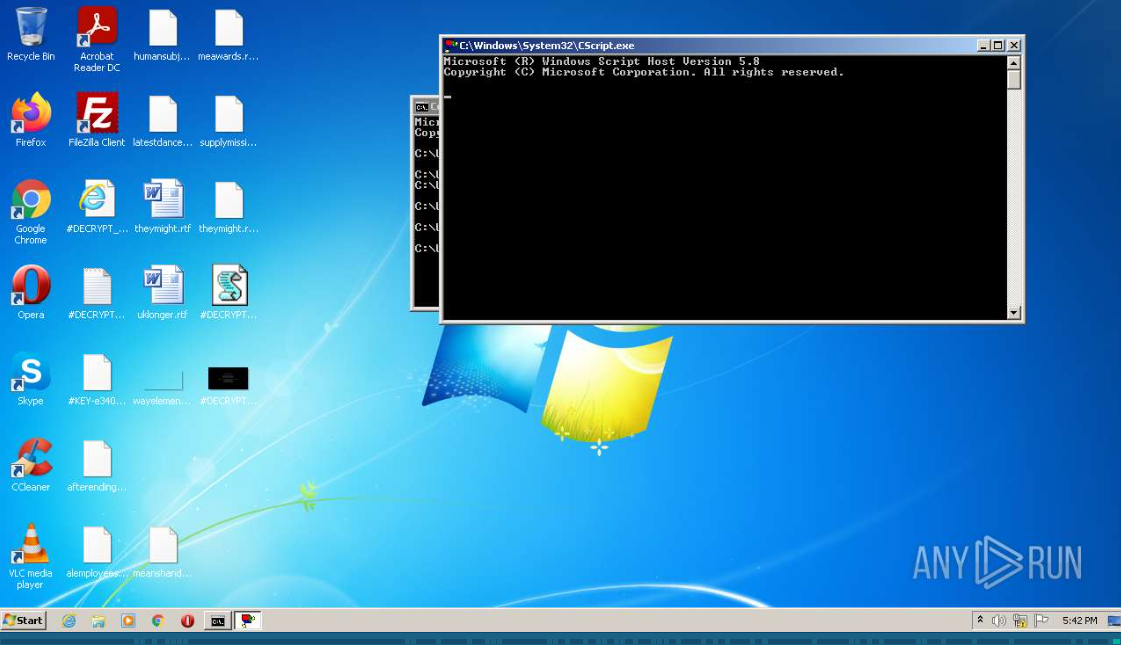 Recycle Bin
Acrobat
Reader DC
humansubj...
meawards.r...
Firefox
FileZilla Client
latestdance...
supplymissi...
Google
Chrome
#DECRYPT_...
theymight.rtf
theymight.r...
Opera
#DECRYPT...
uklonger.rtf
#DECRYPT...
Skype
#KEY-e340...
wayelemen...
#DECRYPT...
CCleaner
afterending...
VLC media
player
alemployees...
meanshand...
C:\Windows\System32\CScript.exe
Microsoft (R) Windows Script Host Version 5.8
Copyright (C) Microsoft Corporation. All rights reserved.
Micr
Copy
C:\U
C:\U
C:\U
C:\U
C:\U
C:\U
ANY RUN
Start
5:42 PM